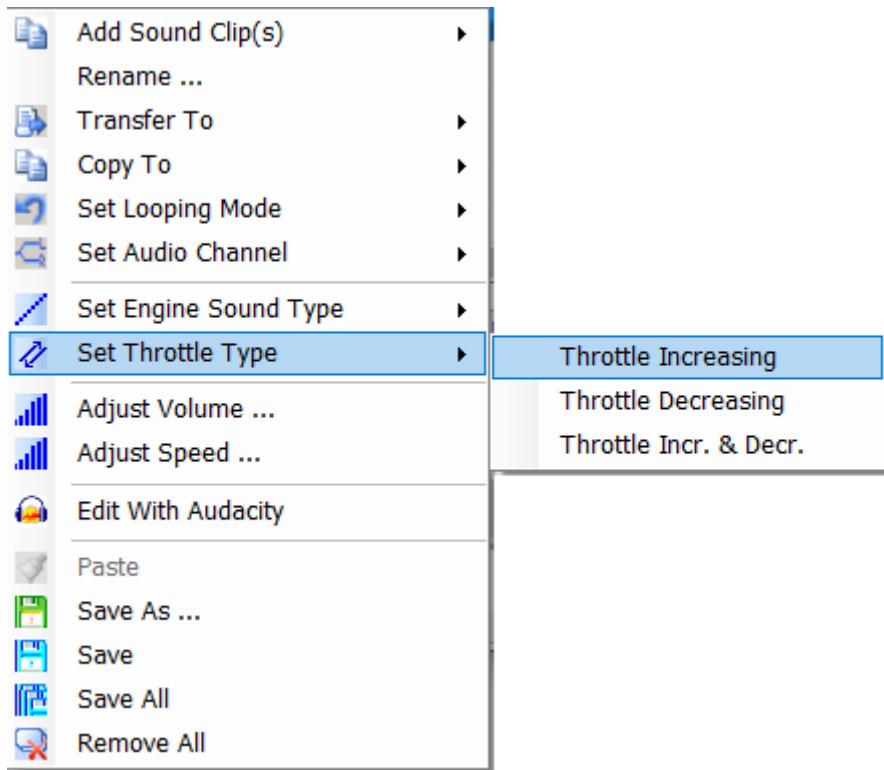 Add Sound Clip(s)
Rename ...
Transfer To
Copy To
Set Looping Mode
Set Audio Channel
Set Engine Sound Type
Set Throttle Type
Throttle Increasing
Throttle Decreasing
Throttle Incr. & Decr.
Adjust Volume ...
Adjust Speed ...
Edit With Audacity
Paste
Save As ...
Save
Save All
Remove All